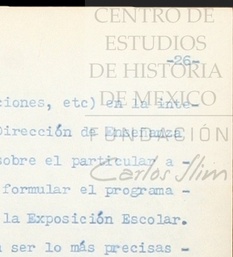 CENTRO DE
ESTUDIOS
-26-
DE HISTORIA
DE MEXICO
ciones, etc) en la inte-
Dirección de Enseñanza
FUNDACIÓN
sobre el particular a -
Carlos Slim
formular el programa -
la Exposición Escolar.
ser lo más precisas -